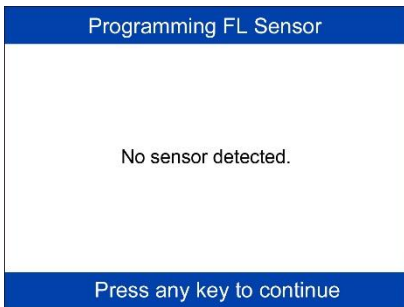 Programming FL Sensor
No sensor detected.
Press any key to continue